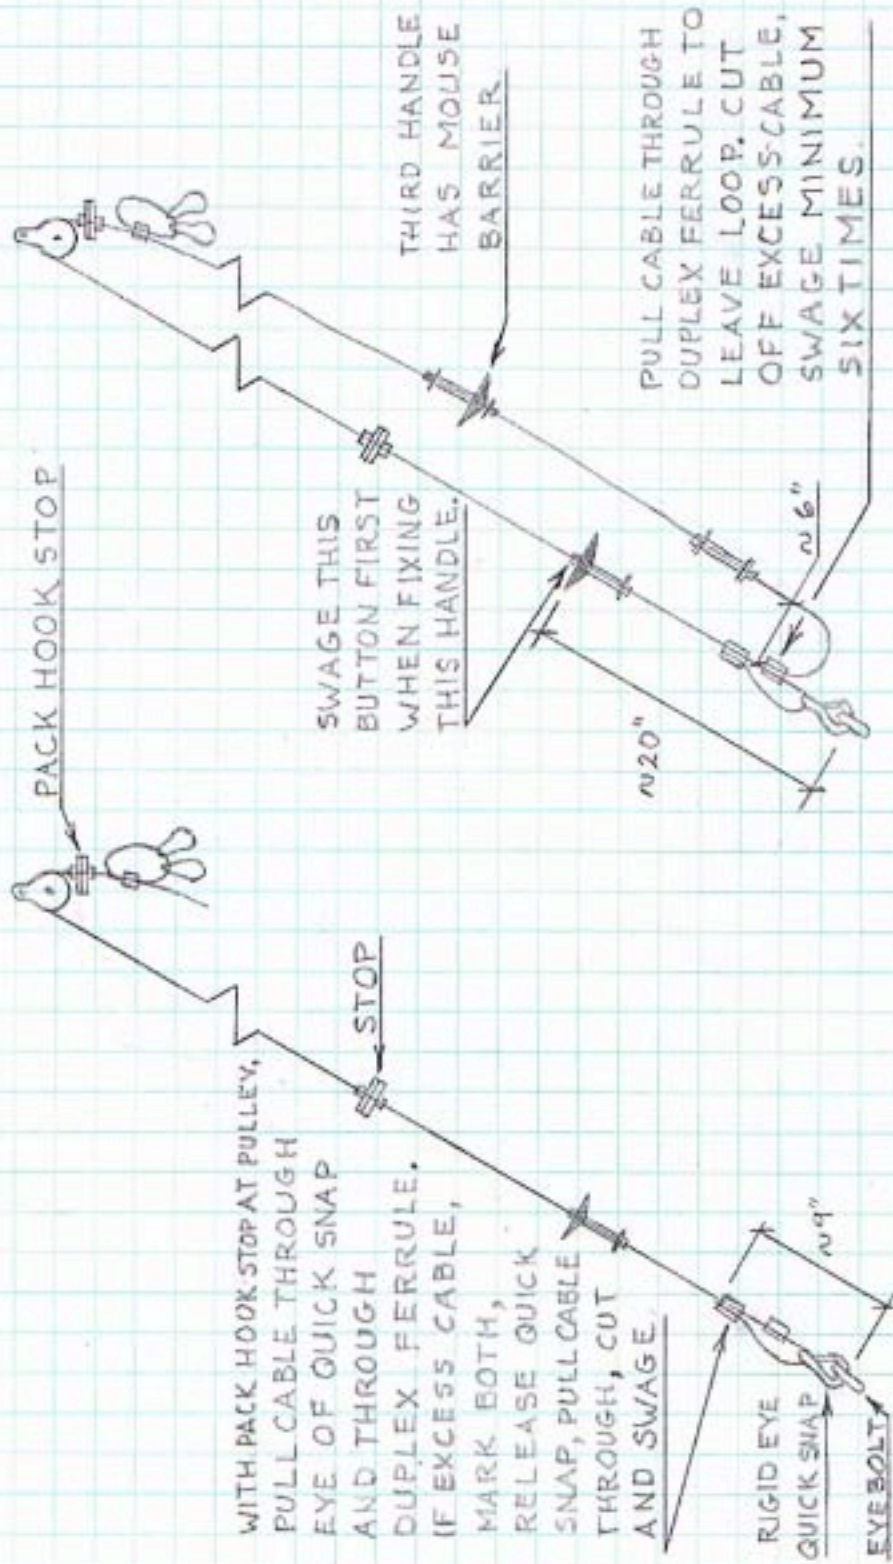 PACK HOOK STOP
WITH PACK HOOK STOP AT PULLEY,
PULL CABLE THROUGH
EYE OF QUICK SNAP
AND THROUGH
DUPLEX FERRULE.
IF EXCESS CABLE,
MARK BOTH,
RELEASE QUICK
SNAP, PULL CABLE
THROUGH, CUT
AND SWAGE.
STOP
RIGID EYE
QUICK SNAP
EYEBOLT
~9"
SWAGE THIS
BUTTON FIRST
WHEN FIXING
THIS HANDLE.
~20"
THIRD HANDLE
HAS MOUSE
BARRIER
PULL CABLE THROUGH
DUPLEX FERRULE TO
LEAVE LOOP. CUT
OFF EXCESS CABLE,
SWAGE MINIMUM
SIX TIMES.
~6"